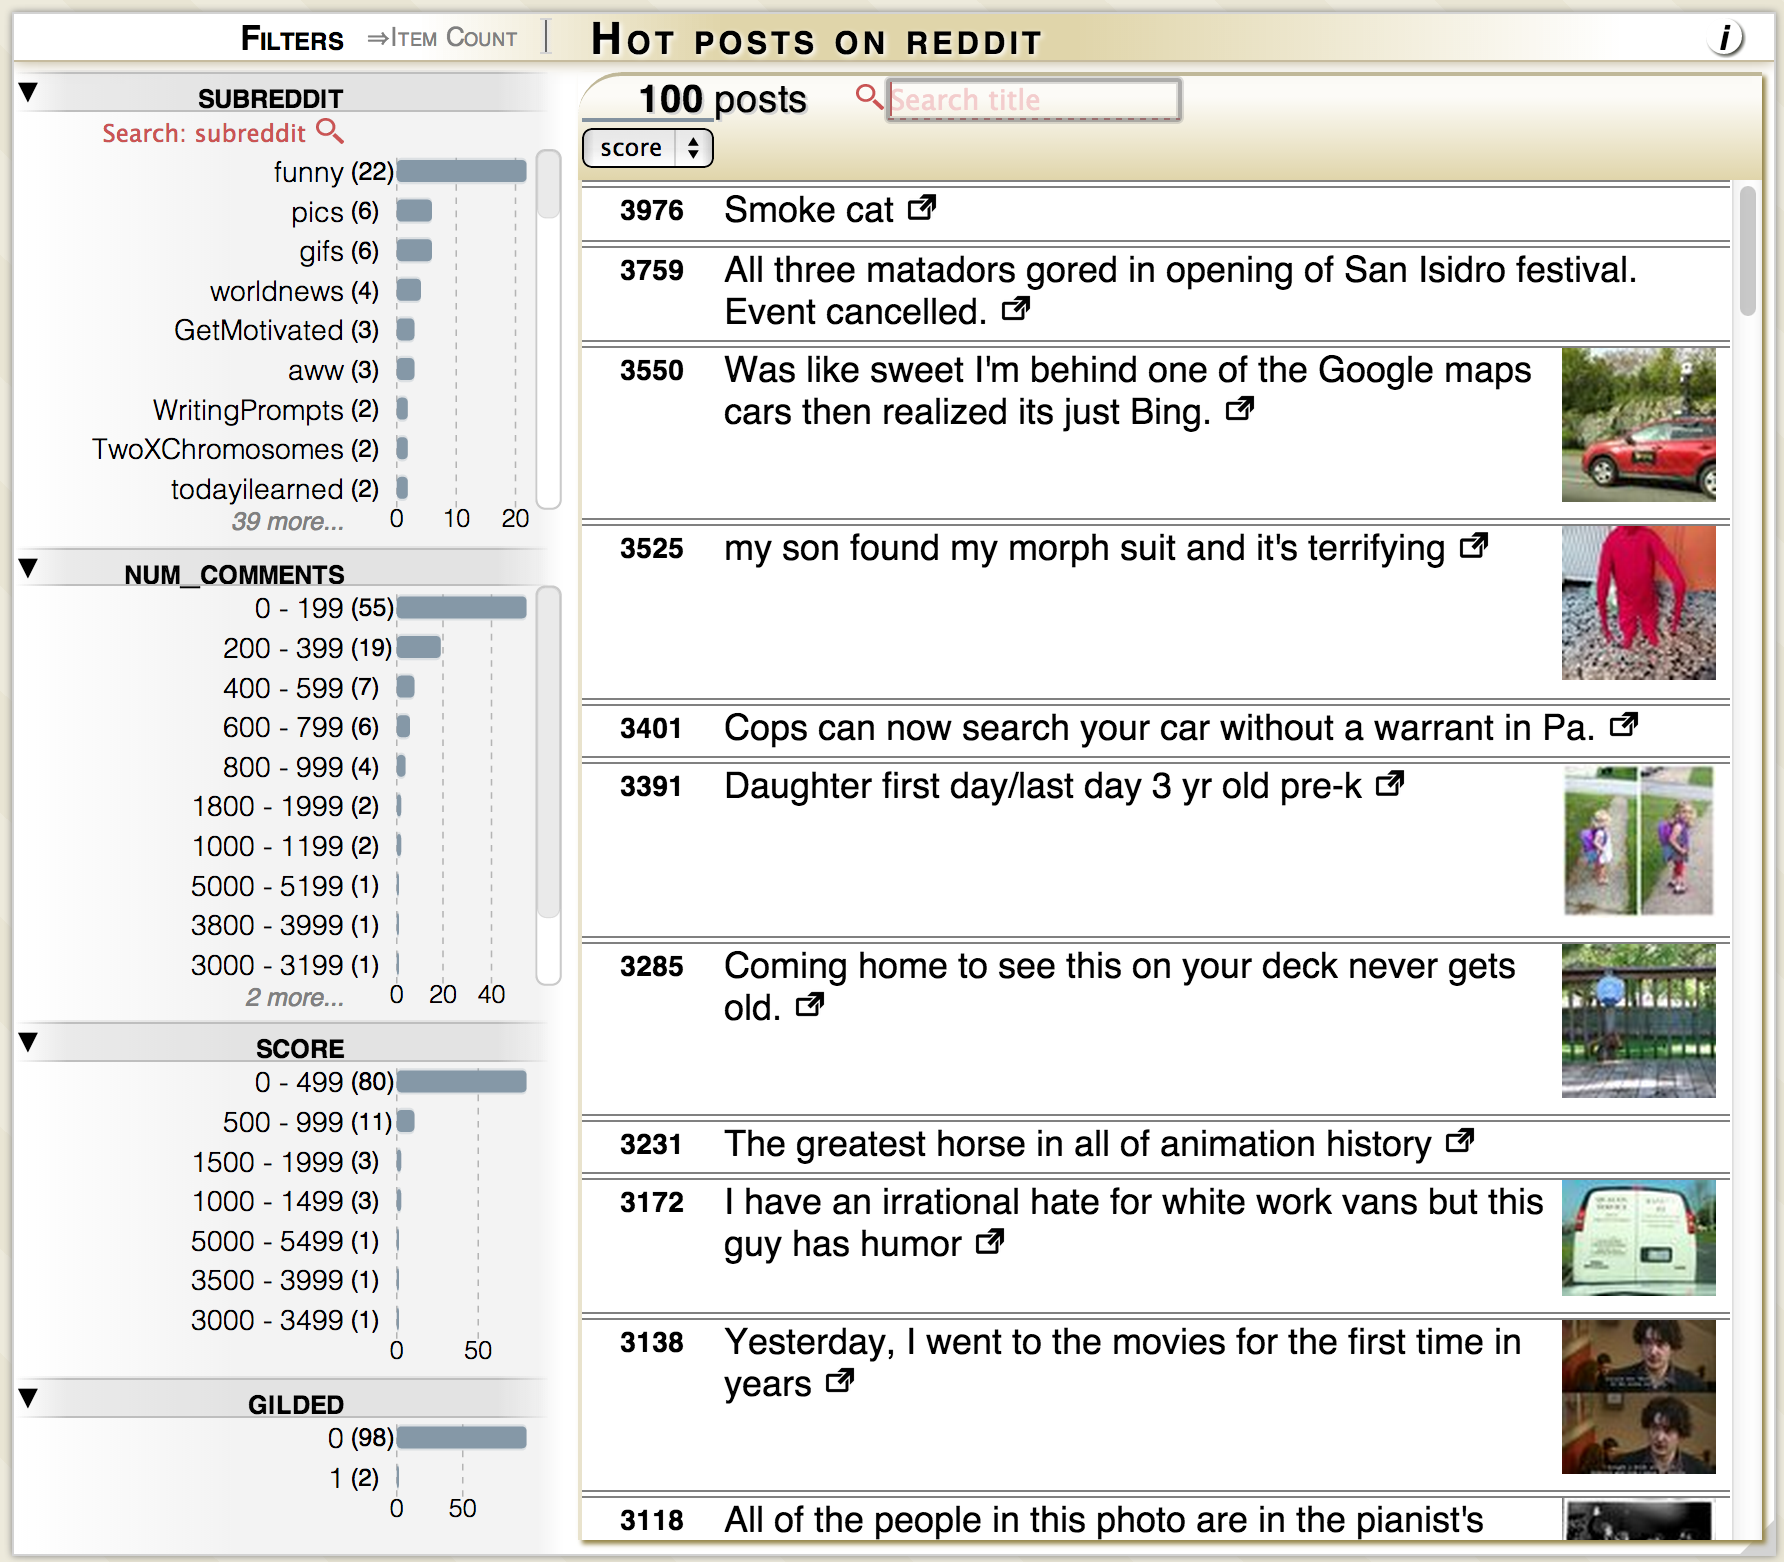 Filters ⇒Item Count
Hot posts on reddit
i
SUBREDDIT
Search: subreddit
funny (22)
pics (6)
gifs (6)
worldnews (4)
GetMotivated (3)
aww (3)
WritingPrompts (2)
TwoXChromosomes (2)
todayilearned (2)
39 more...
0 10 20
NUM_COMMENTS
0 - 199 (55)
200 - 399 (19)
400 - 599 (7)
600 - 799 (6)
800 - 999 (4)
1800 - 1999 (2)
1000 - 1199 (2)
5000 - 5199 (1)
3800 - 3999 (1)
3000 - 3199 (1)
2 more...
0 20 40
SCORE
0 - 499 (80)
500 - 999 (11)
1500 - 1999 (3)
1000 - 1499 (3)
5000 - 5499 (1)
3500 - 3999 (1)
3000 - 3499 (1)
0 50
GILDED
0 (98)
1 (2)
0 50
100 posts
Search title
score
3976 Smoke cat
3759 All three matadors gored in opening of San Isidro festival.
Event cancelled.
3550 Was like sweet I'm behind one of the Google maps
cars then realized its just Bing.
3525 my son found my morph suit and it's terrifying
3401 Cops can now search your car without a warrant in Pa.
3391 Daughter first day/last day 3 yr old pre-k
3285 Coming home to see this on your deck never gets
old.
3231 The greatest horse in all of animation history
3172 I have an irrational hate for white work vans but this
guy has humor
3138 Yesterday, I went to the movies for the first time in
years
3118 All of the people in this photo are in the pianist's